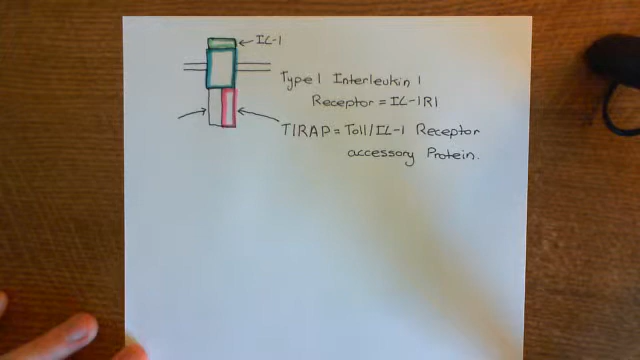 IL-1
Type 1 Interleukin 1
Receptor = IL-1R1
TIRAP = Toll/IL-1 Receptor
accessory Protein.